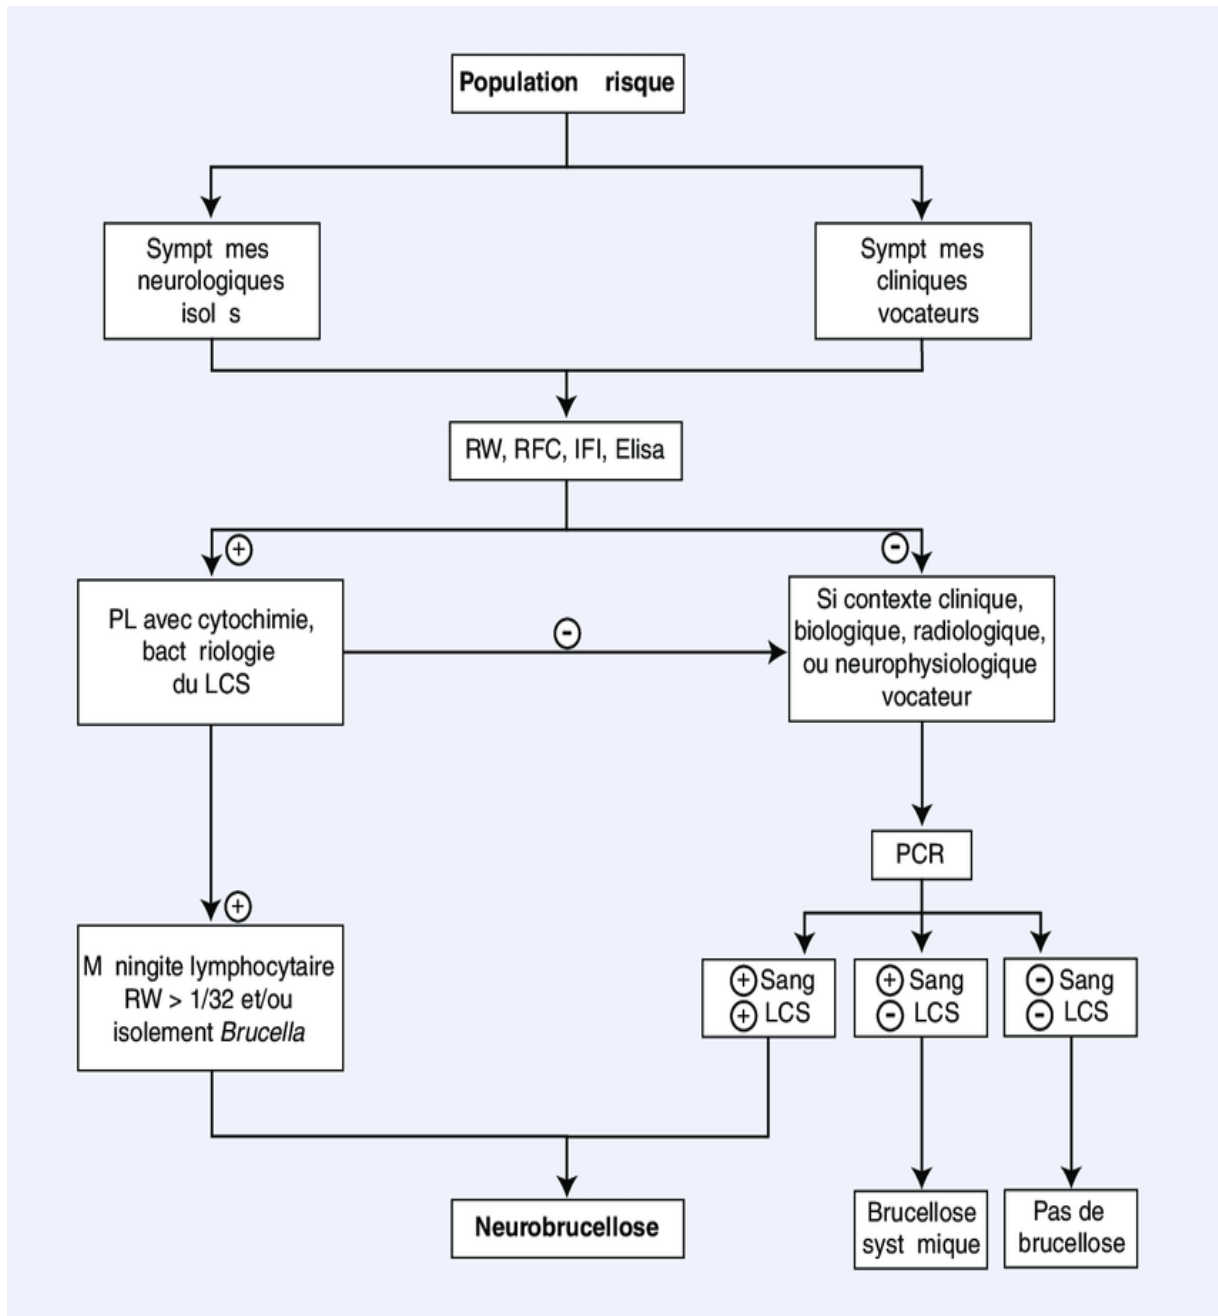 Population risque
Sympt mes
neurologiques
isol s
Sympt mes
cliniques
vocateurs
RW, RFC, IFI, Elisa
+
-
PL avec cytochimie,
bact riologie
du LCS
-
Si contexte clinique,
biologique, radiologique,
ou neurophysiologique
vocateur
PCR
+
M ningite lymphocytaire
RW > 1/32 et/ou
isolement Brucella
+ Sang
+ LCS
+ Sang
- LCS
- Sang
- LCS
Neurobrucellose
Brucellose
syst mique
Pas de
brucellose